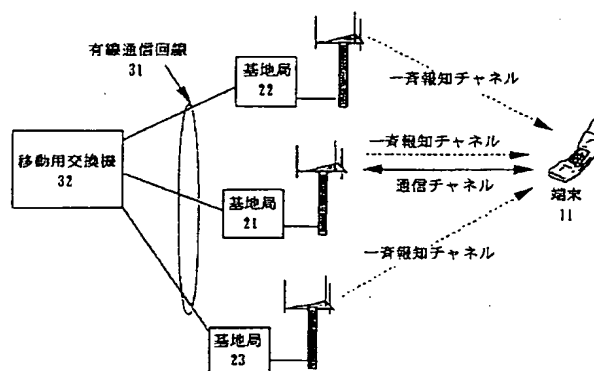 有線通信回線
31
基地局
22
一斉報知チャネル
移動用交換機
32
一斉報知チャネル
通信チャネル
基地局
21
端末
11
一斉報知チャネル
基地局
23